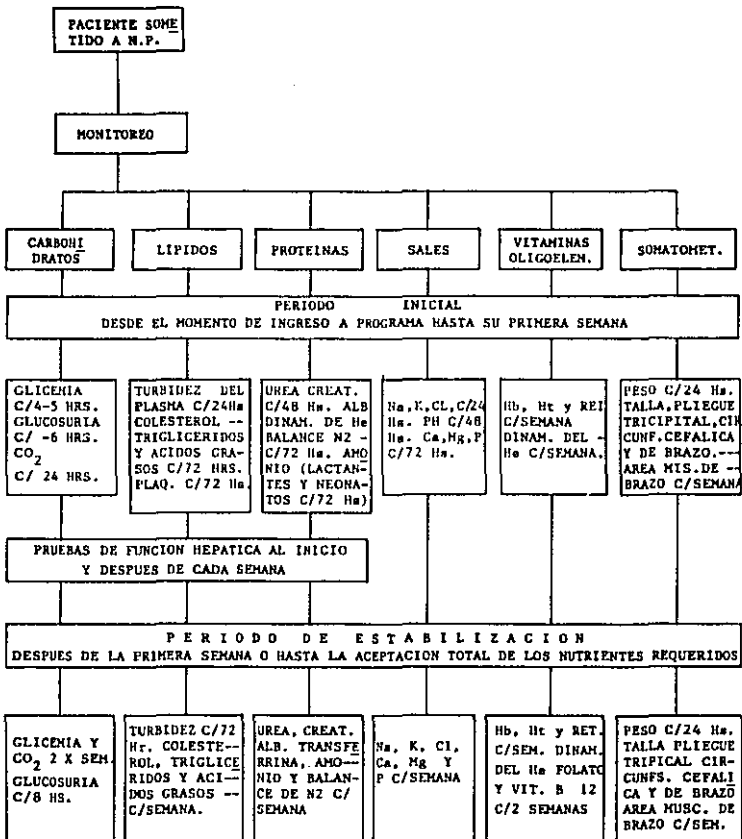 PACIENTE SOME
TIDO A N.P.
MONITOREO
CARBOHI
DRATOS
LIPIDOS
PROTEINAS
SALES
VITAMINAS
OLIGOELEM.
SOMATOMET.
PERIODO INICIAL
DESDE EL MOMENTO DE INGRESO A PROGRAMA HASTA SU PRIMERA SEMANA
GLICEMIA
C/4-5 HRS.
GLUCOSURIA
C/ -6 HRS.
CO2
C/ 24 HRS.
TURBIDEZ DEL
PLASMA C/24Hs
COLESTEROL --
TRIGLICERIDOS
Y ACIDOS GRA-
SOS C/72 HRS.
PLAQ. C/72 Hs.
UREA CREAT.
C/48 Hs. ALB
DINAM. DE He
BALANCE N2 -
C/72 Hs. AMO
NIO (LACTAN-
TES Y NEONA-
TOS C/72 Hs)
Na,K,CL,C/24
Hs. PH C/48
Hs. Ca,Mg,P
C/72 Hs.
Hb, Ht y RET
C/SEMANA
DINAM. DEL -
He C/SEMANA.
PESO C/24 Hs.
TALLA,PLIEGUE
TRICIPITAL,CIR
CUNF.CEFALICA
Y DE BRAZO.---
AREA MIS.DE --
BRAZO C/SEMANA
PRUEBAS DE FUNCION HEPATICA AL INICIO
Y DESPUES DE CADA SEMANA
PERIODO DE ESTABILIZACION
DESPUES DE LA PRIMERA SEMANA O HASTA LA ACEPTACION TOTAL DE LOS NUTRIENTES REQUERIDOS
GLICEMIA Y
CO2 2 X SEM.
GLUCOSURIA
C/8 HS.
TURBIDEZ C/72
Hr. COLESTE--
ROL, TRIGLICE
RIDOS Y ACI--
DOS GRASOS --
C/SEMANA.
UREA, CREAT.
ALB. TRANSFE
RRINA, AMO--
NIO Y BALAN-
CE DE N2 C/
SEMANA
Na, K, Cl,
Ca, Mg Y
P C/SEMANA
Hb, Ht y RET.
C/SEM. DINAM.
DEL He FOLATO
Y VIT. B 12
C/2 SEMANAS
PESO C/24 Hs.
TALLA PLIEGUE
TRIPICAL CIR-
CUNFS. CEFALI
CA Y DE BRAZO
AREA MUSC. DE
BRAZO C/SEM.